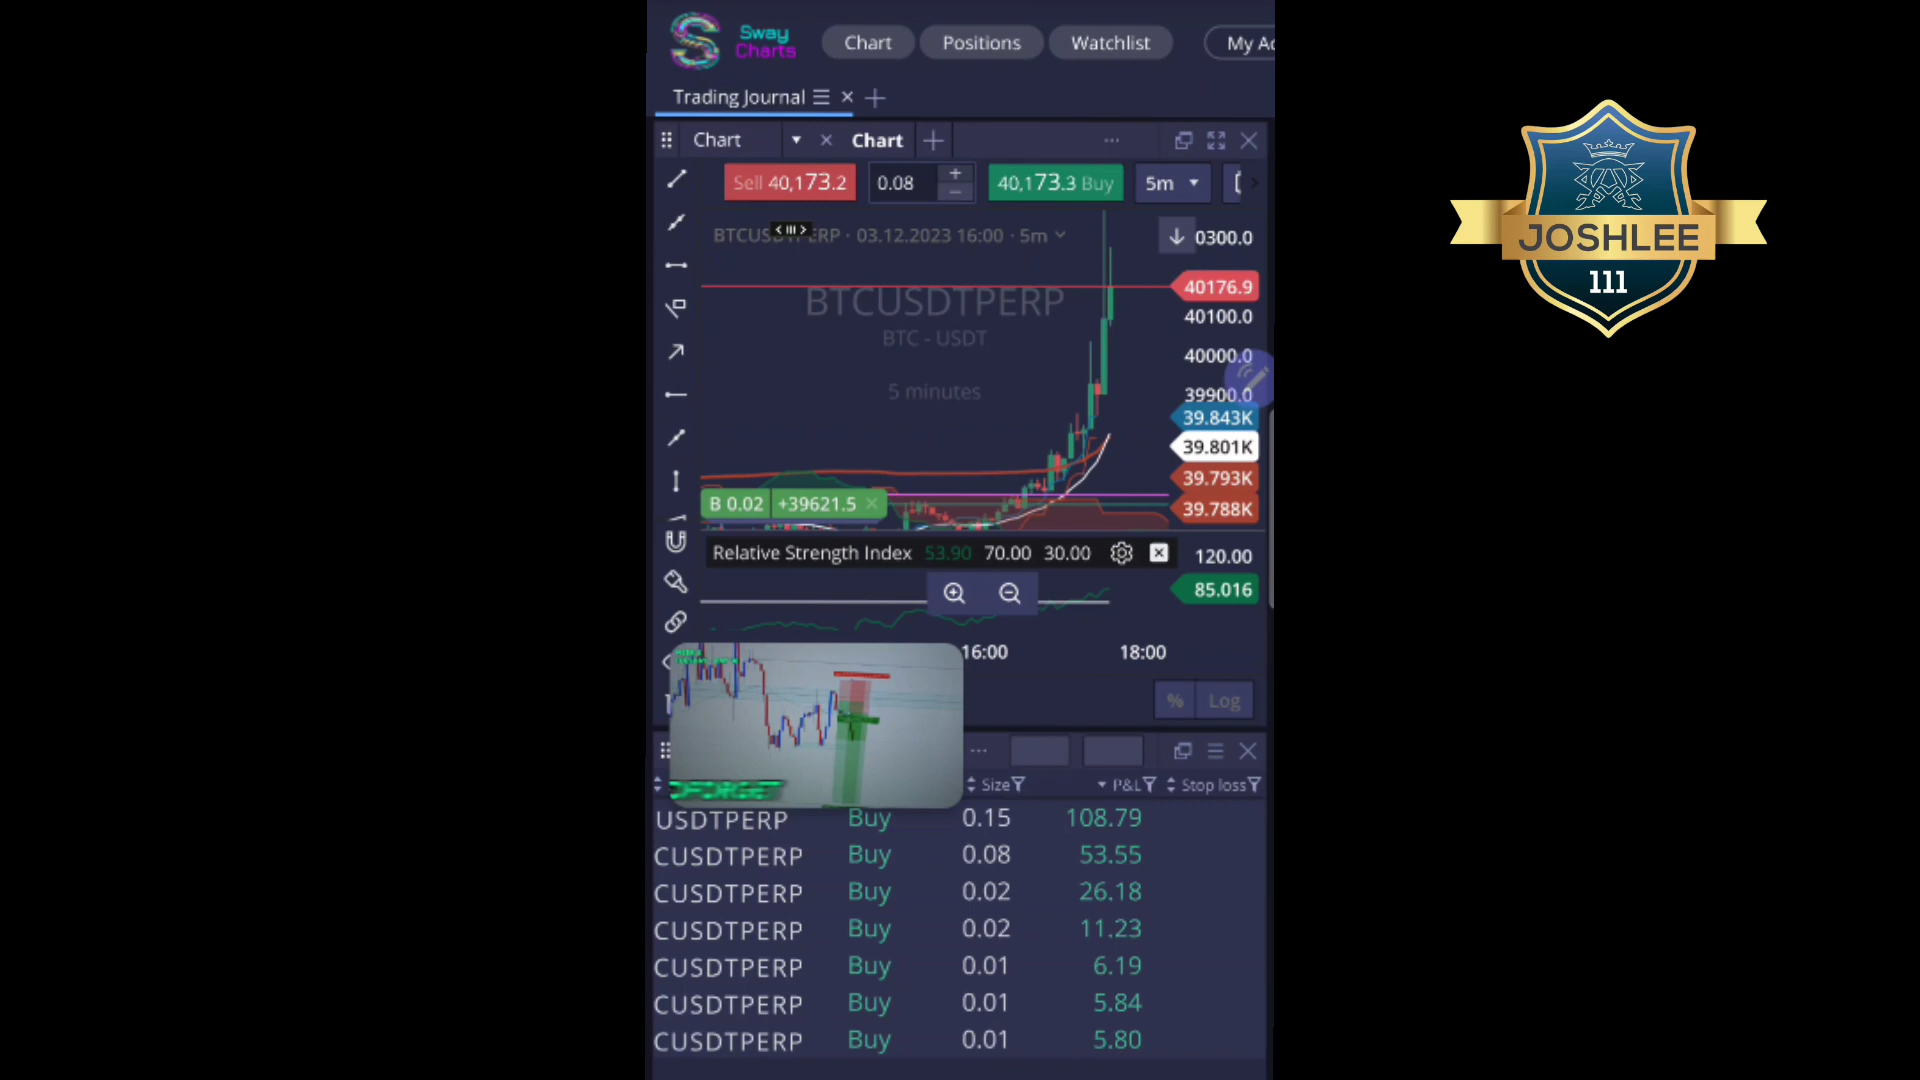 Sway
Charts
Chart
Positions
Watchlist
My Ac
Trading Journal
Chart
Chart
Sell 40,173.2
0.08
40,173.3 Buy
5m
BTCUSDTPERP · 03.12.2023 16:00 · 5m
0300.0
BTCUSDTPERP
BTC - USDT
5 minutes
40176.9
40100.0
40000.0
39900.0
39.843K
39.801K
39.793K
39.788K
B 0.02 +39621.5
Relative Strength Index 53.90 70.00 30.00
120.00
85.016
16:00
18:00
% Log
Size P&L Stop loss
USDTPERP Buy 0.15 108.79
CUSDTPERP Buy 0.08 53.55
CUSDTPERP Buy 0.02 26.18
CUSDTPERP Buy 0.02 11.23
CUSDTPERP Buy 0.01 6.19
CUSDTPERP Buy 0.01 5.84
CUSDTPERP Buy 0.01 5.80
JOSHLEE
111